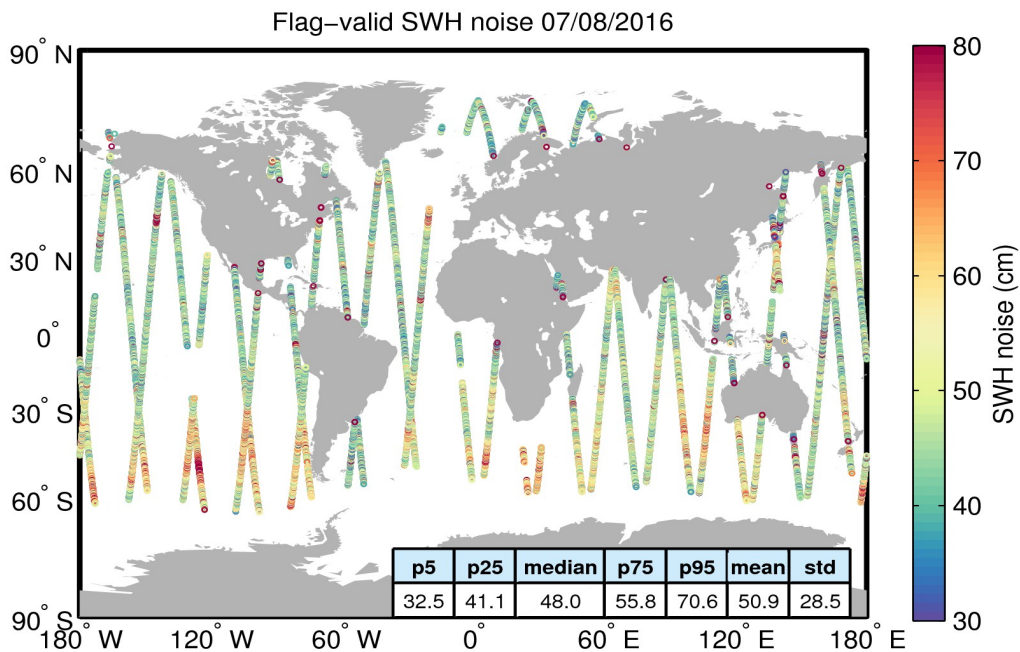 Flag−valid SWH noise 07/08/2016
90° N
60° N
30° N
0°
30° S
60° S
90° S
180° W
120° W
60° W
0°
60° E
120° E
180° E
p5 p25 median p75 p95 mean std
32.5 41.1 48.0 55.8 70.6 50.9 28.5
80
70
60
50
40
30
SWH noise (cm)